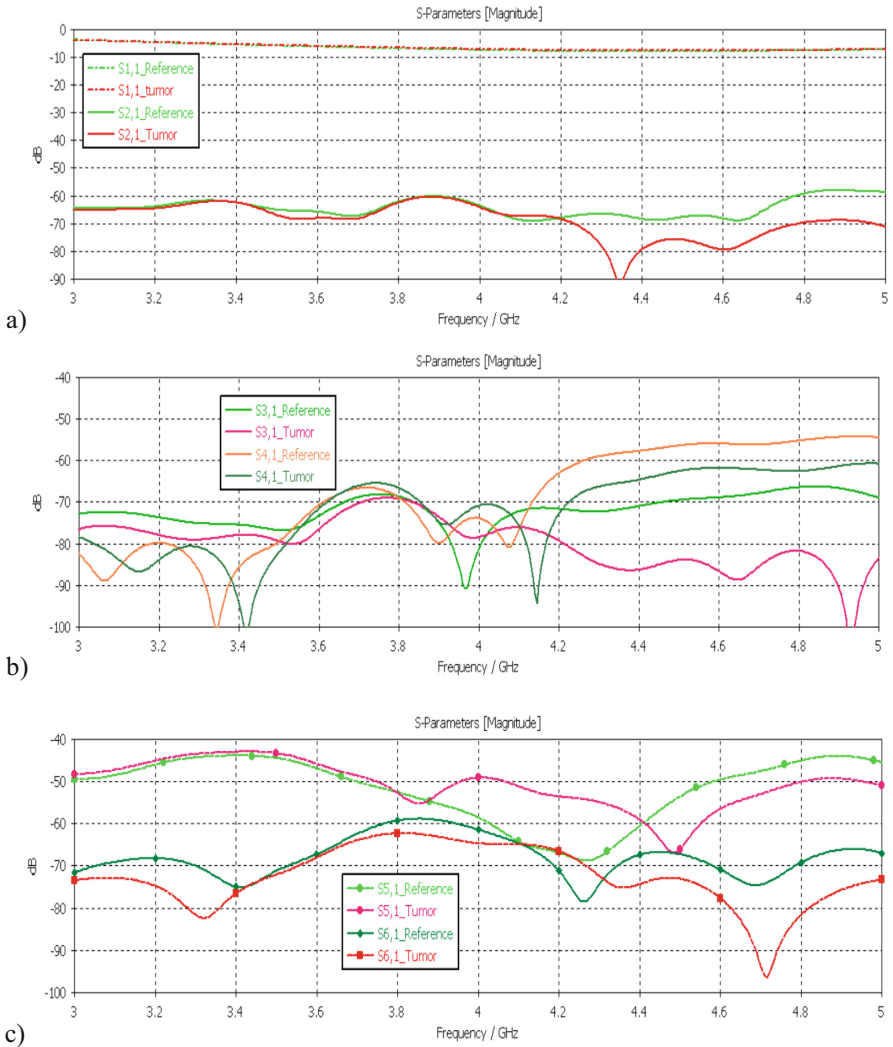 S-Parameters [Magnitude]
0
-10
-20
-30
-40
-50
-60
-70
-80
-90
dB
S1,1_Reference
S1,1_tumor
S2,1_Reference
S2,1_Tumor
3 3.2 3.4 3.6 3.8 4 4.2 4.4 4.6 4.8 5
Frequency / GHz
a)
S-Parameters [Magnitude]
-40
-50
-60
-70
-80
-90
-100
dB
S3,1_Reference
S3,1_Tumor
S4,1_Reference
S4,1_Tumor
3 3.2 3.4 3.6 3.8 4 4.2 4.4 4.6 4.8 5
Frequency / GHz
b)
S-Parameters [Magnitude]
-40
-50
-60
-70
-80
-90
-100
dB
S5,1_Reference
S5,1_Tumor
S6,1_Reference
S6,1_Tumor
3 3.2 3.4 3.6 3.8 4 4.2 4.4 4.6 4.8 5
Frequency / GHz
c)